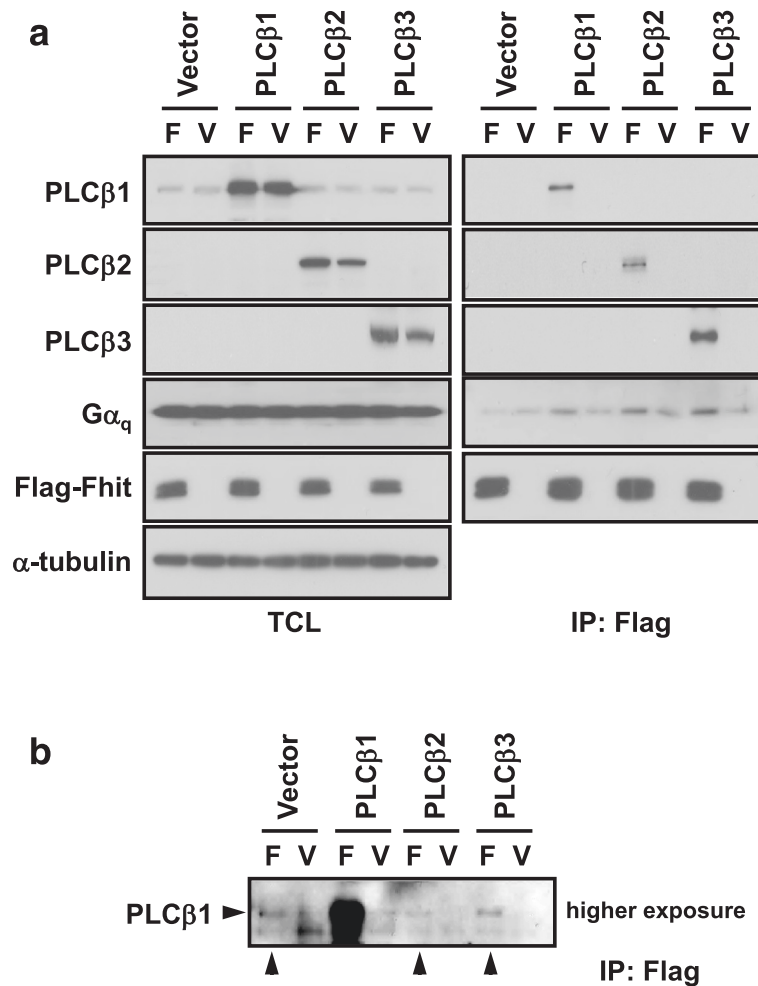 a
Vector PLCβ1 PLCβ2 PLCβ3 Vector PLCβ1 PLCβ2 PLCβ3
F V F V F V F V F V F V F V F V
PLCβ1
PLCβ2
PLCβ3
Gαq
Flag-Fhit
α-tubulin
TCL IP: Flag
b
Vector PLCβ1 PLCβ2 PLCβ3
F V F V F V F V
PLCβ1 higher exposure
IP: Flag